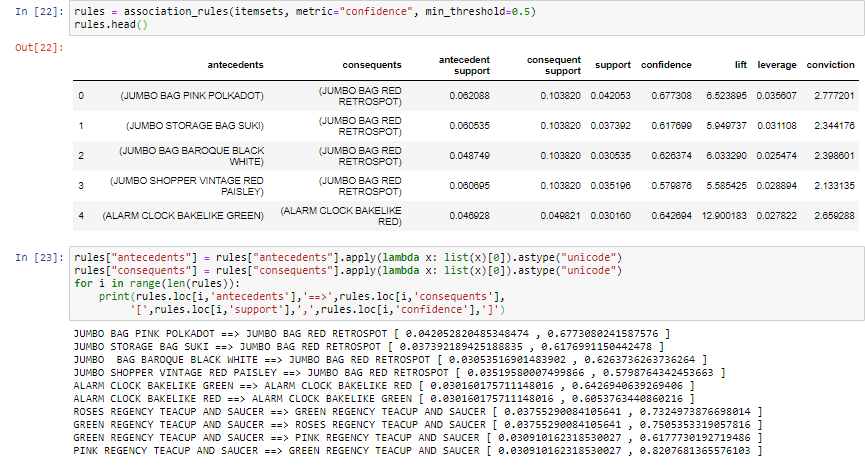 In [22]: rules = association_rules(itemsets, metric="confidence", min_threshold=0.5)
rules.head()
Out[22]:
antecedents consequents antecedent support consequent support support confidence lift leverage conviction
0 (JUMBO BAG PINK POLKADOT) (JUMBO BAG RED RETROSPOT) 0.062088 0.103820 0.042053 0.677308 6.523895 0.035607 2.777201
1 (JUMBO STORAGE BAG SUKI) (JUMBO BAG RED RETROSPOT) 0.060535 0.103820 0.037392 0.617699 5.949737 0.031108 2.344176
2 (JUMBO BAG BAROQUE BLACK WHITE) (JUMBO BAG RED RETROSPOT) 0.048749 0.103820 0.030535 0.626374 6.033290 0.025474 2.398601
3 (JUMBO SHOPPER VINTAGE RED PAISLEY) (JUMBO BAG RED RETROSPOT) 0.060695 0.103820 0.035196 0.579876 5.585425 0.028894 2.133135
4 (ALARM CLOCK BAKELIKE GREEN) (ALARM CLOCK BAKELIKE RED) 0.046928 0.049821 0.030160 0.642694 12.900183 0.027822 2.659288
In [23]: rules["antecedents"] = rules["antecedents"].apply(lambda x: list(x)[0]).astype("unicode")
rules["consequents"] = rules["consequents"].apply(lambda x: list(x)[0]).astype("unicode")
for i in range(len(rules)):
print(rules.loc[i,'antecedents'],'==>',rules.loc[i,'consequents'],
'[',rules.loc[i,'support'],',',rules.loc[i,'confidence'],']')
JUMBO BAG PINK POLKADOT ==> JUMBO BAG RED RETROSPOT [ 0.042052820485348474 , 0.6773080241587576 ]
JUMBO STORAGE BAG SUKI ==> JUMBO BAG RED RETROSPOT [ 0.037392189425188835 , 0.6176991150442478 ]
JUMBO  BAG BAROQUE BLACK WHITE ==> JUMBO BAG RED RETROSPOT [ 0.03053516901483902 , 0.6263736263736264 ]
JUMBO SHOPPER VINTAGE RED PAISLEY ==> JUMBO BAG RED RETROSPOT [ 0.03519580007499866 , 0.5798764342453663 ]
ALARM CLOCK BAKELIKE GREEN ==> ALARM CLOCK BAKELIKE RED [ 0.030160175711148016 , 0.6426940639269406 ]
ALARM CLOCK BAKELIKE RED ==> ALARM CLOCK BAKELIKE GREEN [ 0.030160175711148016 , 0.6053763440860216 ]
ROSES REGENCY TEACUP AND SAUCER ==> GREEN REGENCY TEACUP AND SAUCER [ 0.03755290084105641 , 0.7324973876698014 ]
GREEN REGENCY TEACUP AND SAUCER ==> ROSES REGENCY TEACUP AND SAUCER [ 0.03755290084105641 , 0.7505353319057816 ]
GREEN REGENCY TEACUP AND SAUCER ==> PINK REGENCY TEACUP AND SAUCER [ 0.030910162318530027 , 0.6177730192719486 ]
PINK REGENCY TEACUP AND SAUCER ==> GREEN REGENCY TEACUP AND SAUCER [ 0.030910162318530027 , 0.8207681365576103 ]